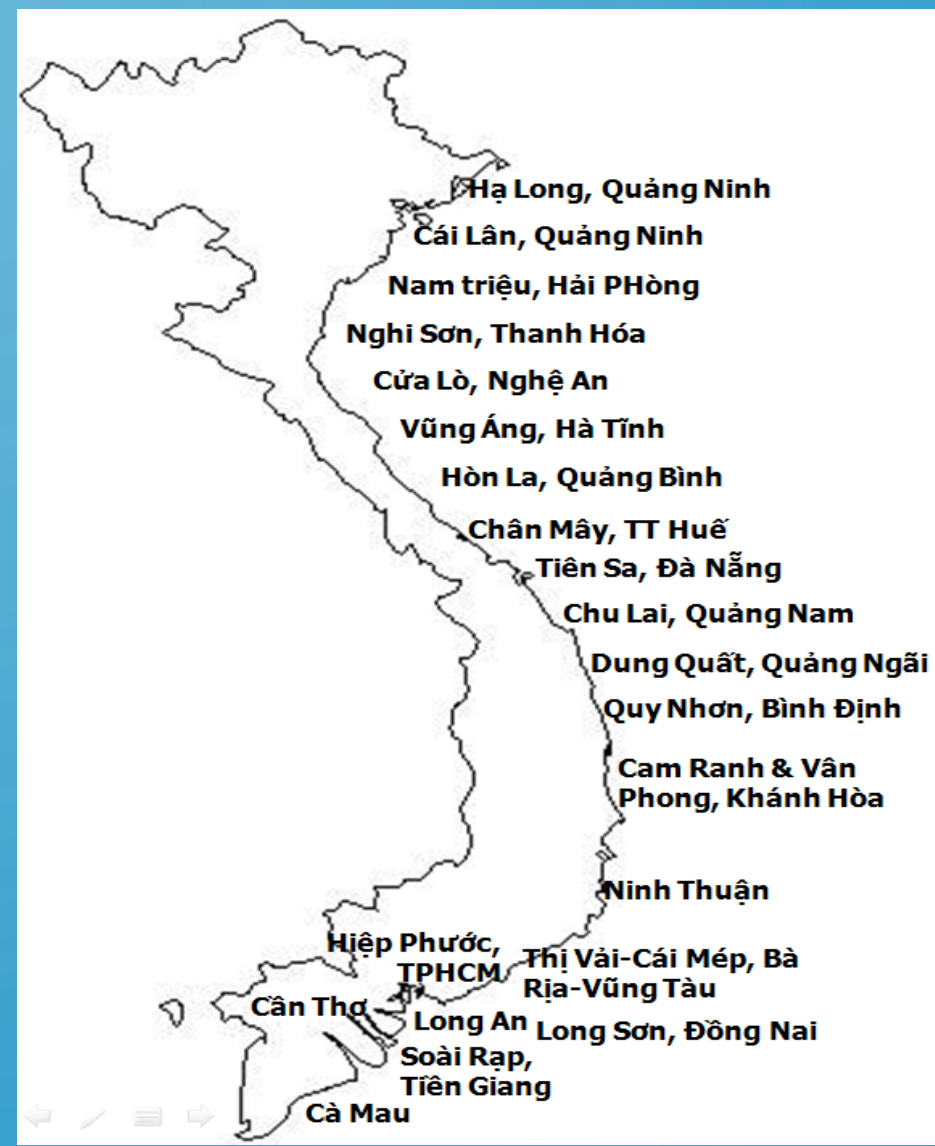 Hạ Long, Quảng Ninh
Cái Lân, Quảng Ninh
Nam triệu, Hải PHòng
Nghi Sơn, Thanh Hóa
Cửa Lò, Nghệ An
Vũng Áng, Hà Tĩnh
Hòn La, Quảng Bình
Chân Mây, TT Huế
Tiên Sa, Đà Nẵng
Chu Lai, Quảng Nam
Dung Quất, Quảng Ngãi
Quy Nhơn, Bình Định
Cam Ranh & Vân
Phong, Khánh Hòa
Ninh Thuận
Hiệp Phước,
TPHCM
Thị Vải-Cái Mép, Bà
Rịa-Vũng Tàu
Cần Thơ
Long An
Long Sơn, Đồng Nai
Soài Rạp,
Tiền Giang
Cà Mau